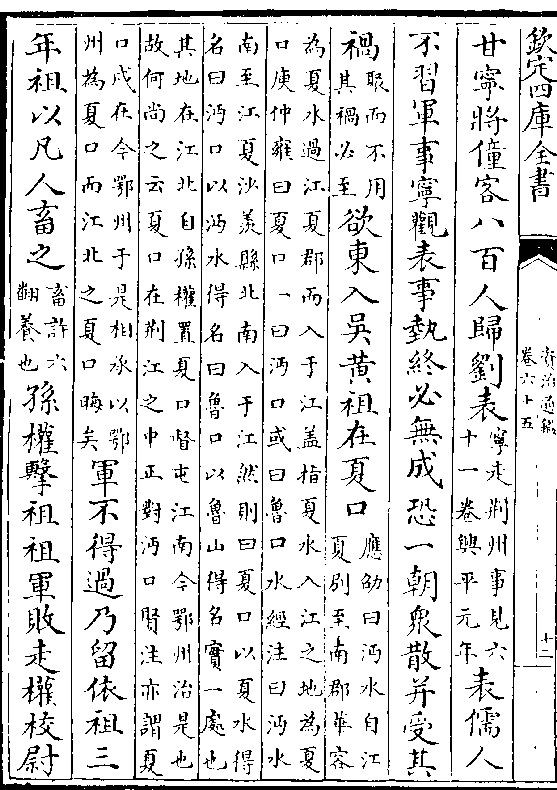 欽定四庫全書
資治通鑑
卷六十五
十二
甘寧將僮客八百人歸劉表
寧走荆州事見六
十一卷興平元年
表儒人
不習軍事寧觀表事勢終必無成恐一朝衆散并受其
禍
眼而不用
其禍必至
欲東入吳黄祖在夏口
應劭曰沔水自江
夏别至南郡華容
為夏水過江夏郡而入于江盖指夏水入江之地為夏
口庾仲雍曰夏口一曰沔口或曰魯口水經注曰沔水
南至江夏沙羡縣北南入于江然則曰夏口以夏水得
名曰沔口以沔水得名曰魯口以魯山得名實一處也
其地在江北自孫權置夏口督屯江南今鄂州治是也
故何尚之云夏口在荆江之中正對沔口賢注亦謂夏
口戍在今鄂州于是相承以鄂
州為夏口而江北之夏口晦矣
軍不得過乃留依祖三
年祖以凡人畜之
畜許六
翻養也
孫權擊祖祖軍敗走權校尉